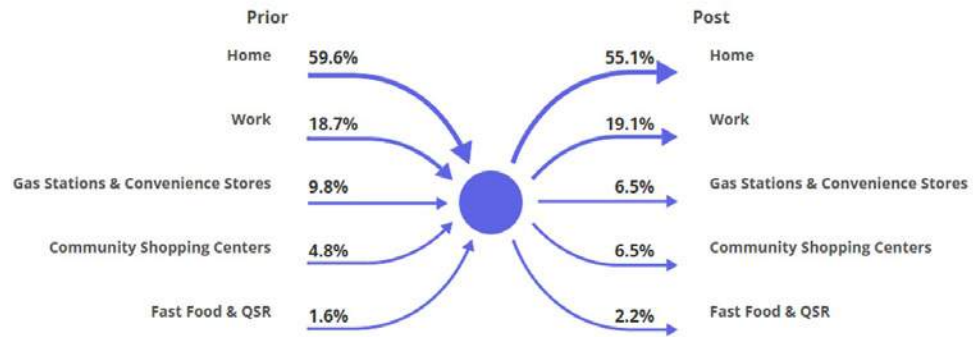 Prior Post
Home 59.6% 55.1% Home
Work 18.7% 19.1% Work
Gas Stations & Convenience Stores 9.8% 6.5% Gas Stations & Convenience Stores
Community Shopping Centers 4.8% 6.5% Community Shopping Centers
Fast Food & QSR 1.6% 2.2% Fast Food & QSR